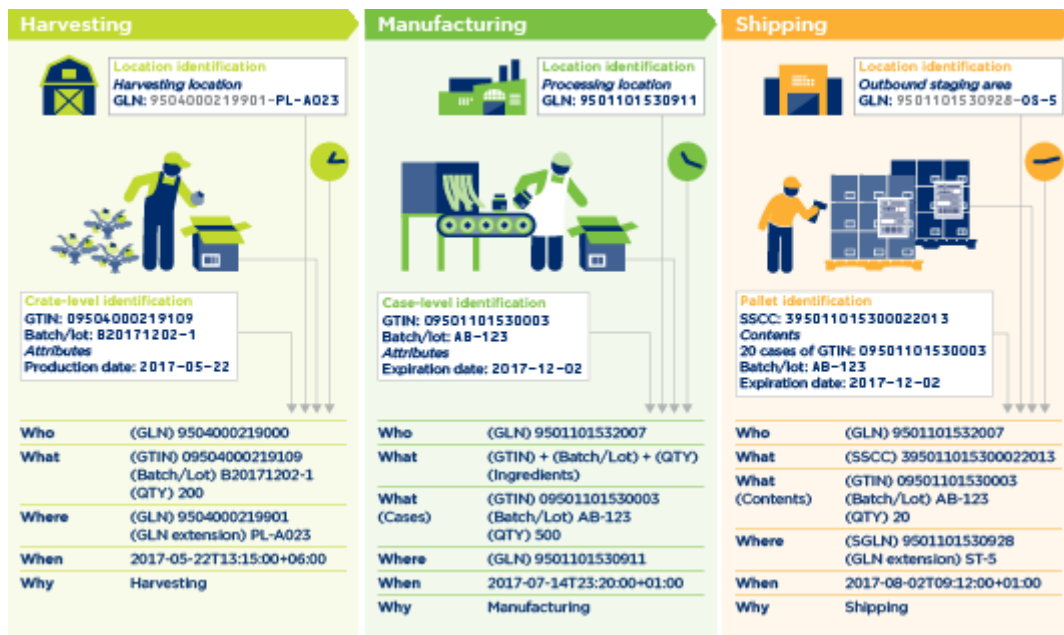 Harvesting
Location identification
Harvesting location
GLN: 9504000219901-PL-A023
Crate-level identification
GTIN: 09504000219109
Batch/lot: B20171202-1
Attributes
Production date: 2017-05-22
Who (GLN) 9504000219000
What (GTIN) 09504000219109
(Batch/Lot) B20171202-1
(QTY) 200
Where (GLN) 9504000219901
(GLN extension) PL-A023
When 2017-05-22T13:15:00+06:00
Why Harvesting
Manufacturing
Location identification
Processing location
GLN: 9501101530911
Case-level identification
GTIN: 09501101530003
Batch/lot: AB-123
Attributes
Expiration date: 2017-12-02
Who (GLN) 9501101532007
What (GTIN) + (Batch/Lot) + (QTY)
(Ingredients)
What (GTIN) 09501101530003
(Cases) (Batch/Lot) AB-123
(QTY) 500
Where (GLN) 9501101530911
When 2017-07-14T23:20:00+01:00
Why Manufacturing
Shipping
Location identification
Outbound staging area
GLN: 9501101530928-OS-5
Pallet identification
SSCC: 395011015300022013
Contents
20 cases of GTIN: 09501101530003
Batch/lot: AB-123
Expiration date: 2017-12-02
Who (GLN) 9501101532007
What (SSCC) 395011015300022013
What (GTIN) 09501101530003
(Contents) (Batch/Lot) AB-123
(QTY) 20
Where (SGLN) 9501101530928
(GLN extension) ST-5
When 2017-08-02T09:12:00+01:00
Why Shipping